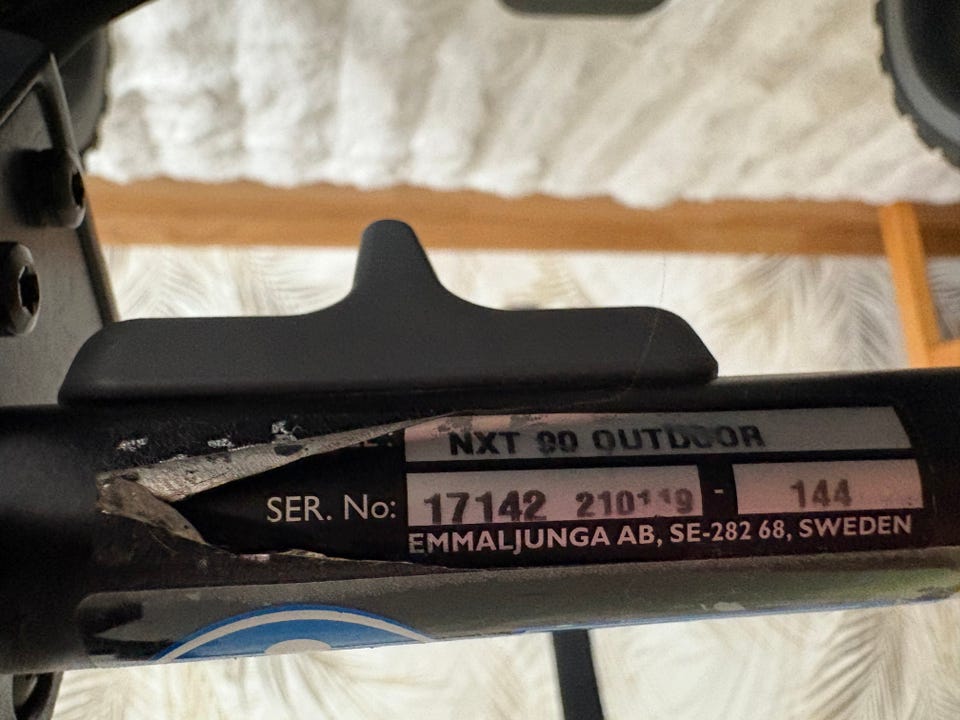 NXT 90 OUTDOOR
SER. No: 17142 210119 - 144
EMMALJUNGA AB, SE-282 68, SWEDEN